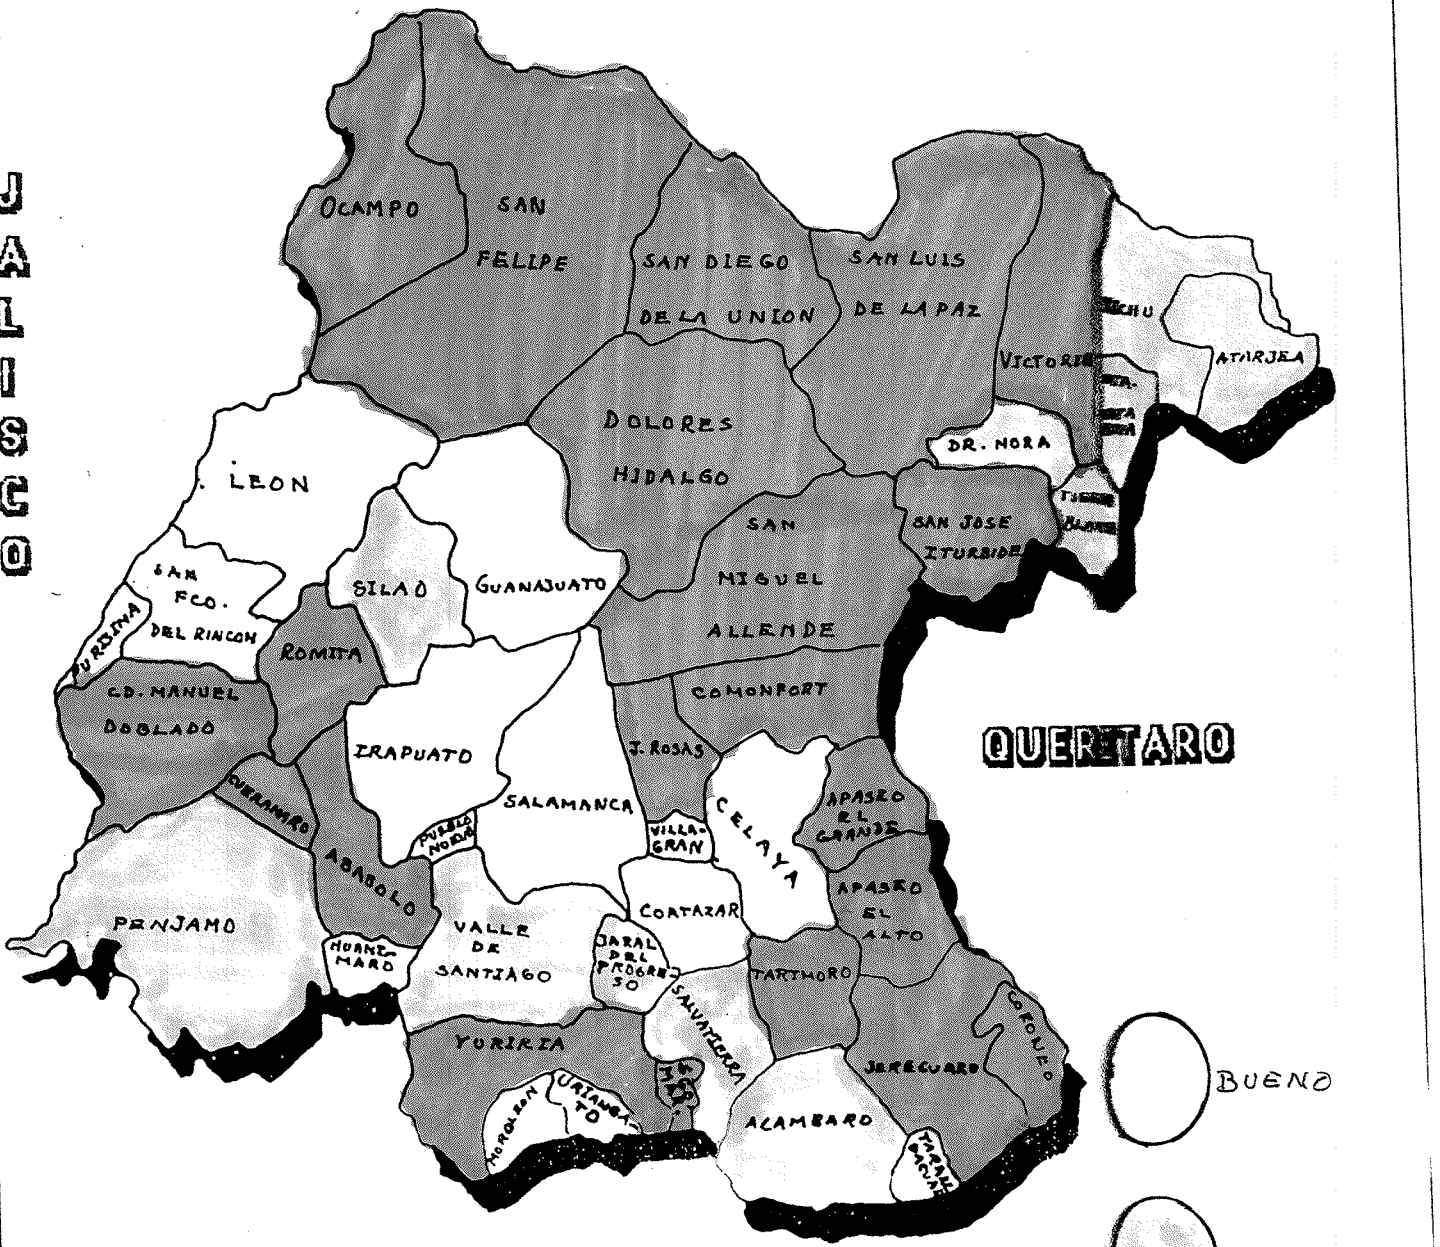 JALISCO
OCAMPO
SAN
FELIPE
SAN DIEGO
DE LA UNION
SAN LUIS
DE LA PAZ
VICTORIA
ATARJEA
DR. MORA
DOLORES
HIDALGO
LEON
SAN
MIGUEL
ALLENDE
SAN JOSE
ITURBIDE
SILAO
GUANAJUATO
SAN
FCO.
DEL RINCON
PURISIMA
ROMITA
CD. MANUEL
DOBLADO
COMONFORT
J. ROSAS
IRAPUATO
SALAMANCA
QUERETARO
CUERAMARO
ABASOLO
PUEBLO
NUEVO
VILLA-
GRAN
CELAYA
APASEO
EL
GRANDE
APASEO
EL
ALTO
PENJAMO
HUANI-
MARO
VALLE
DE
SANTIAGO
JARAL
DEL
PROGRE-
SO
CORTAZAR
TARIMORO
SALVATIERRA
YURIRIA
JERECUARO
CORONEO
MOROLEON
URIANGA-
TO
ACAMBARO
BUENO